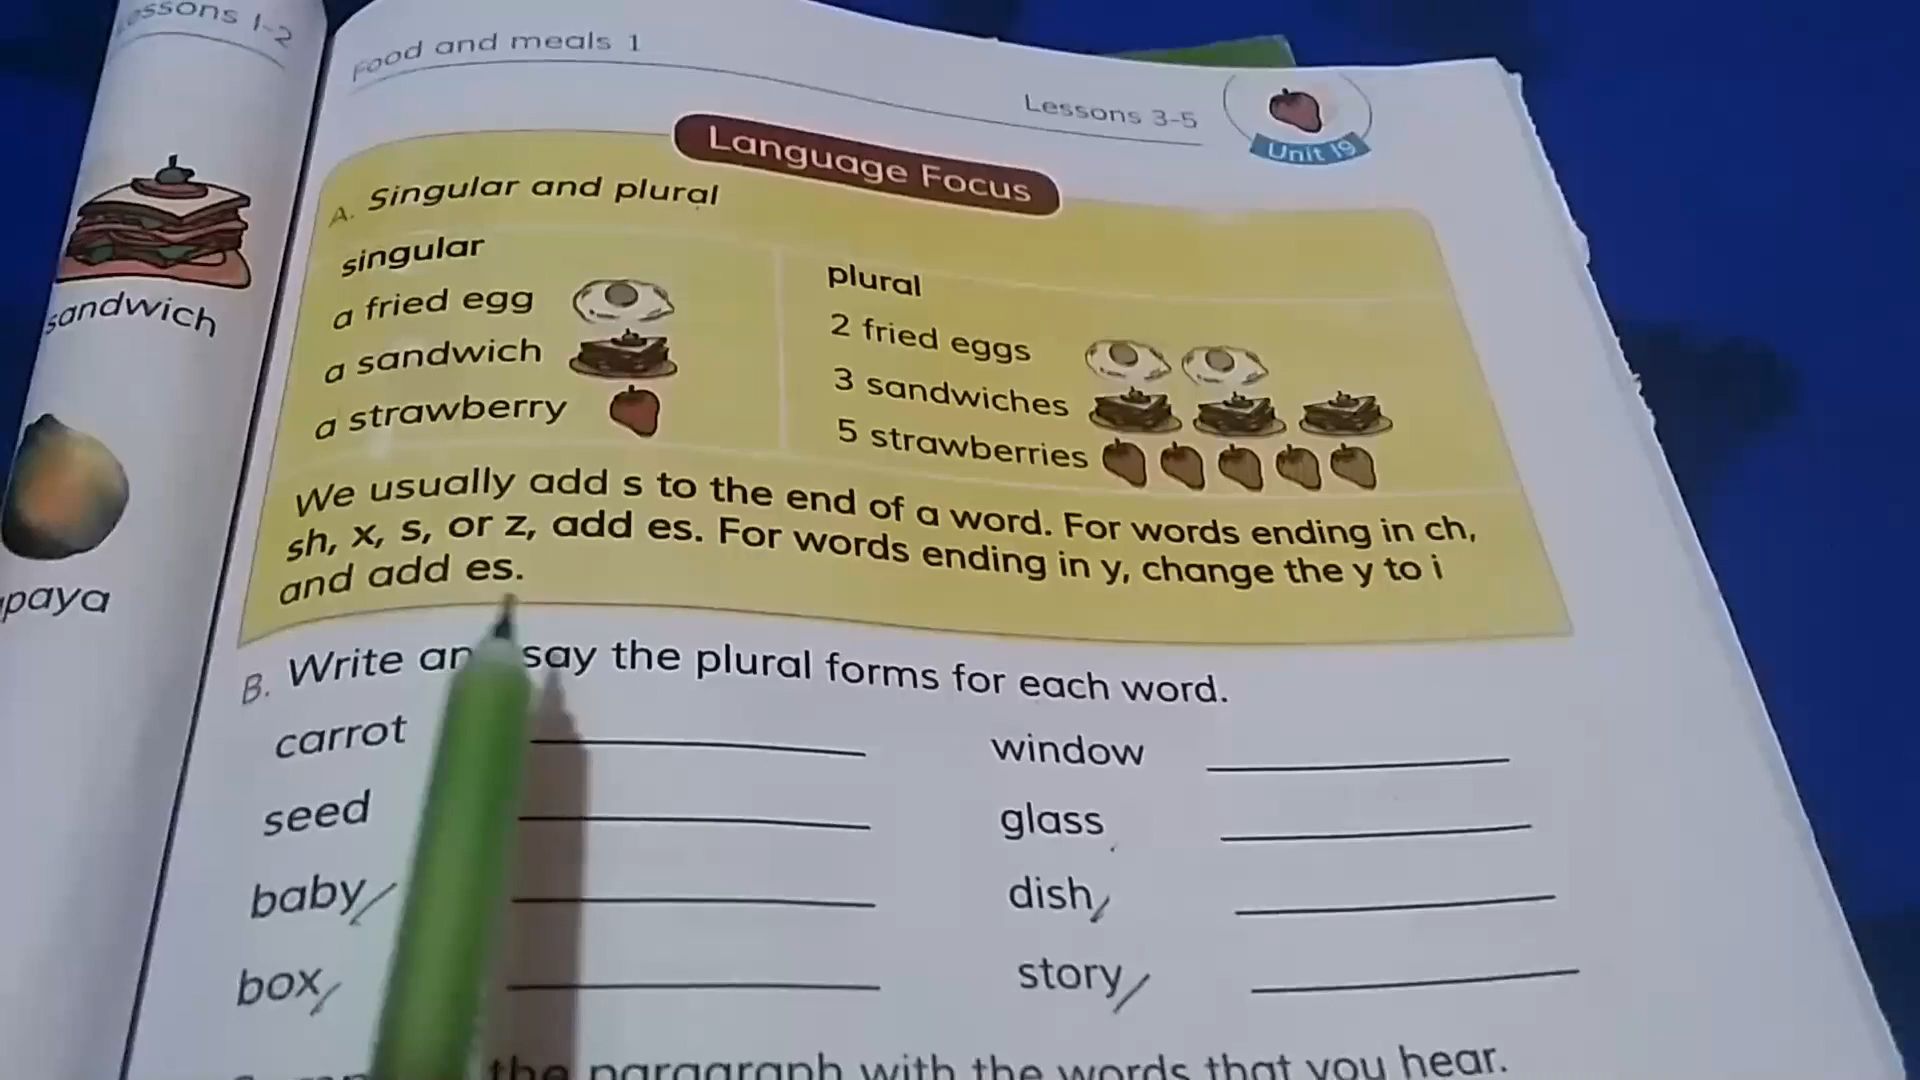 Lessons 1-2
sandwich
Food and meals 1
Lessons 3-5
Unit 19
Language Focus
A. Singular and plural
singular
a fried egg
a sandwich
a strawberry
plural
2 fried eggs
3 sandwiches
5 strawberries
We usually add s to the end of a word. For words ending in ch,
sh, x, s, or z, add es. For words ending in y, change the y to i
and add es.
B. Write and say the plural forms for each word.
carrot
seed
baby
box
window
glass
dish
story
the paragraph with the words that you hear.